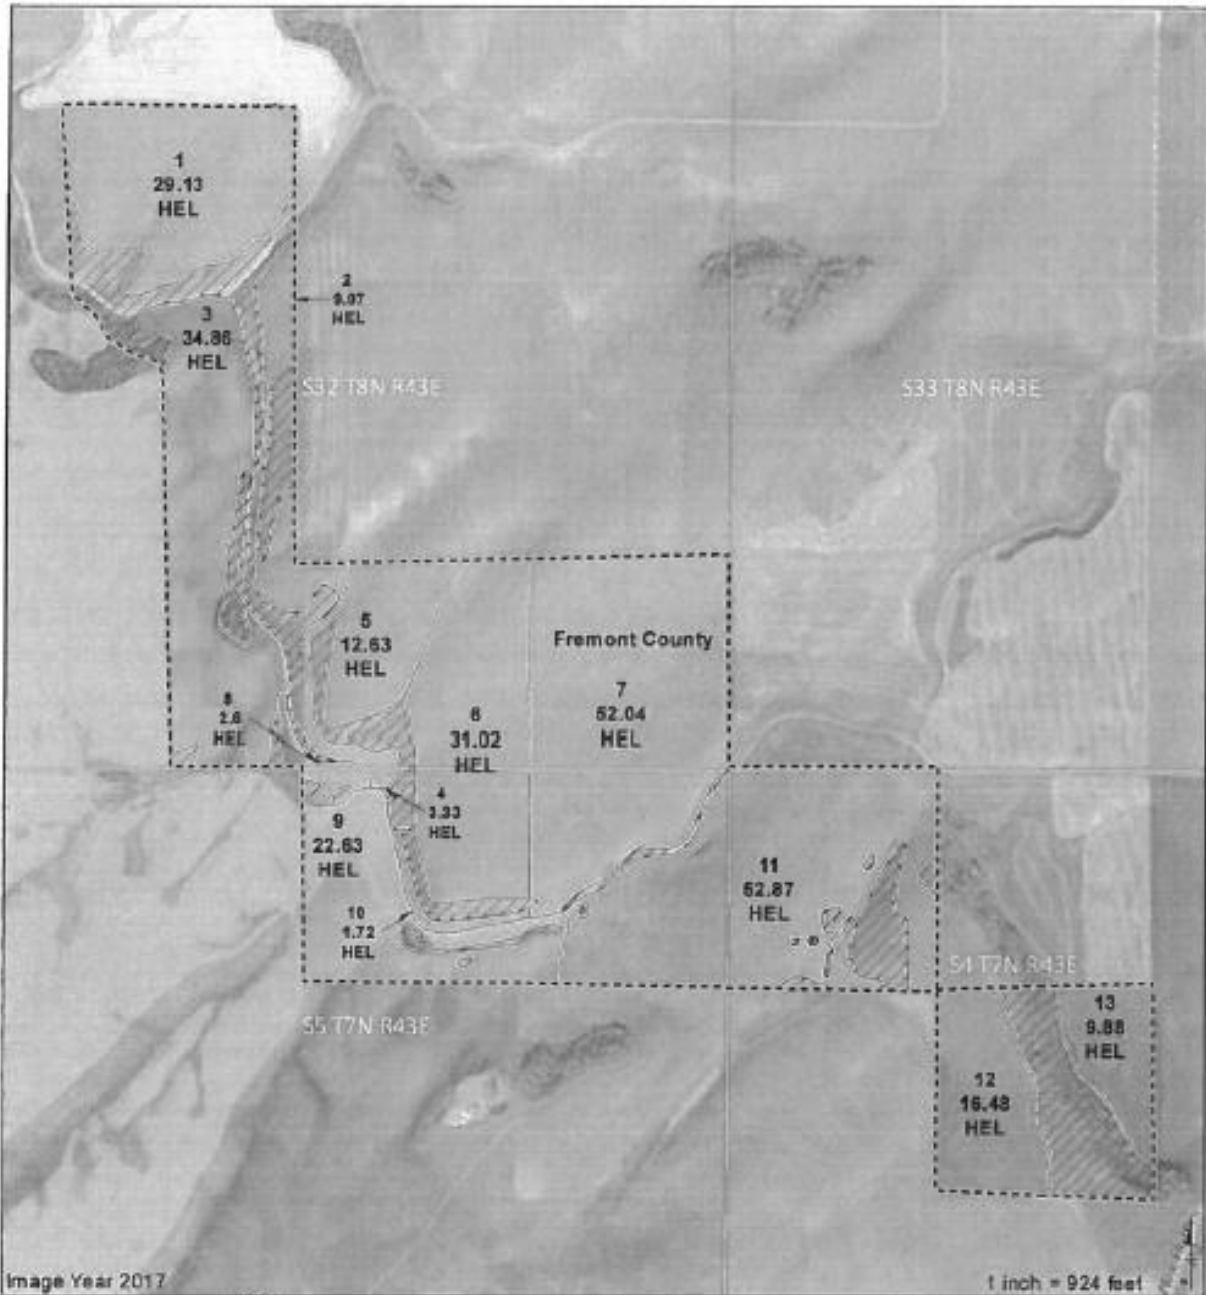 1
29.13
HEL
2
9.07
HEL
3
34.86
HEL
S32 T8N R43E
S33 T8N R43E
5
12.63
HEL
Fremont County
7
52.04
HEL
8
2.6
HEL
6
31.02
HEL
4
3.33
HEL
9
22.63
HEL
11
52.87
HEL
10
1.72
HEL
S4 T7N R43E
S5 T7N R43E
13
9.88
HEL
12
16.48
HEL
Image Year 2017
1 inch = 924 feet